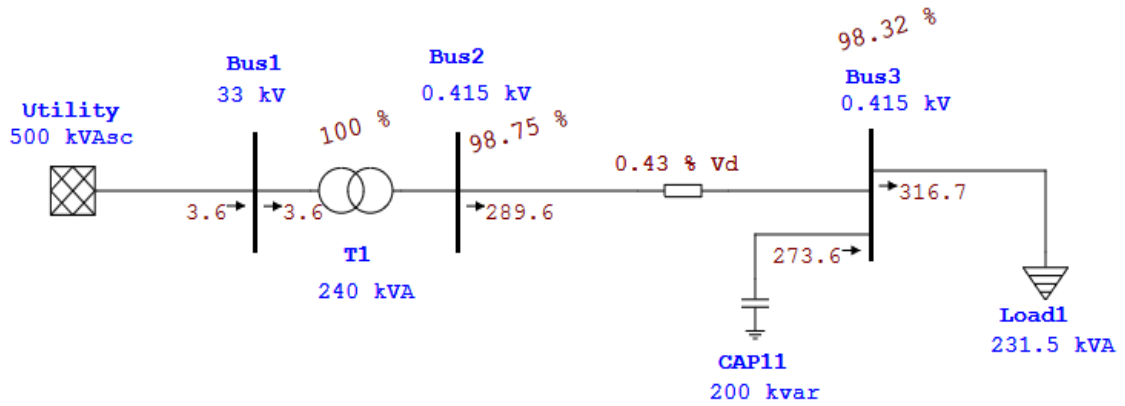 Utility
500 kVAsc
Bus1
33 kV
100 %
Bus2
0.415 kV
98.75 %
0.43 % Vd
98.32 %
Bus3
0.415 kV
3.6
3.6
289.6
316.7
273.6
T1
240 kVA
CAP11
200 kvar
Load1
231.5 kVA